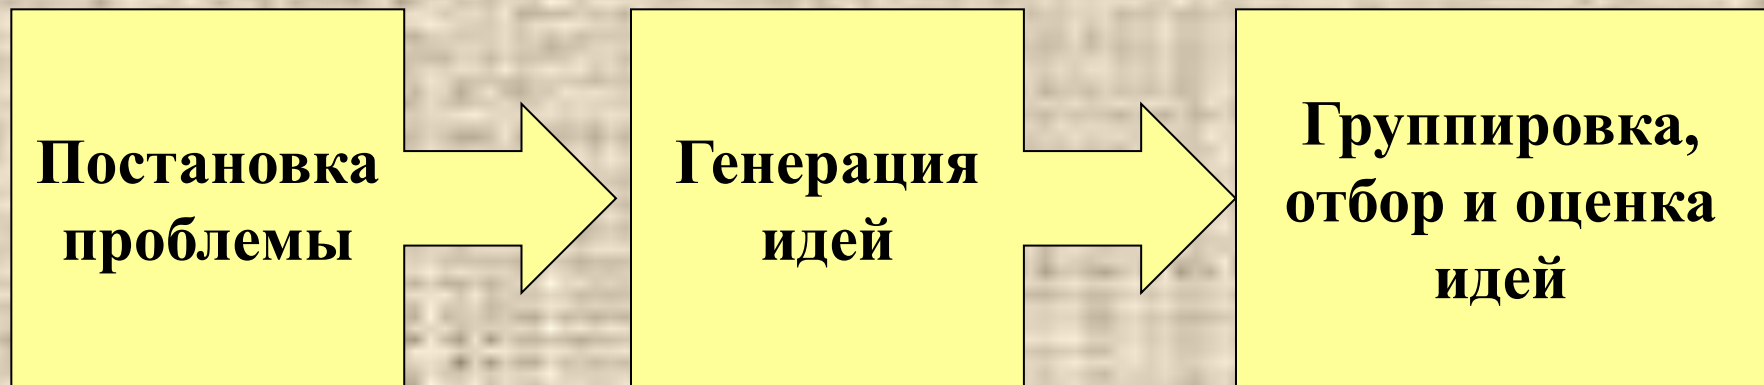 Постановка
проблемы
Генерация
идей
Группировка,
отбор и оценка
идей